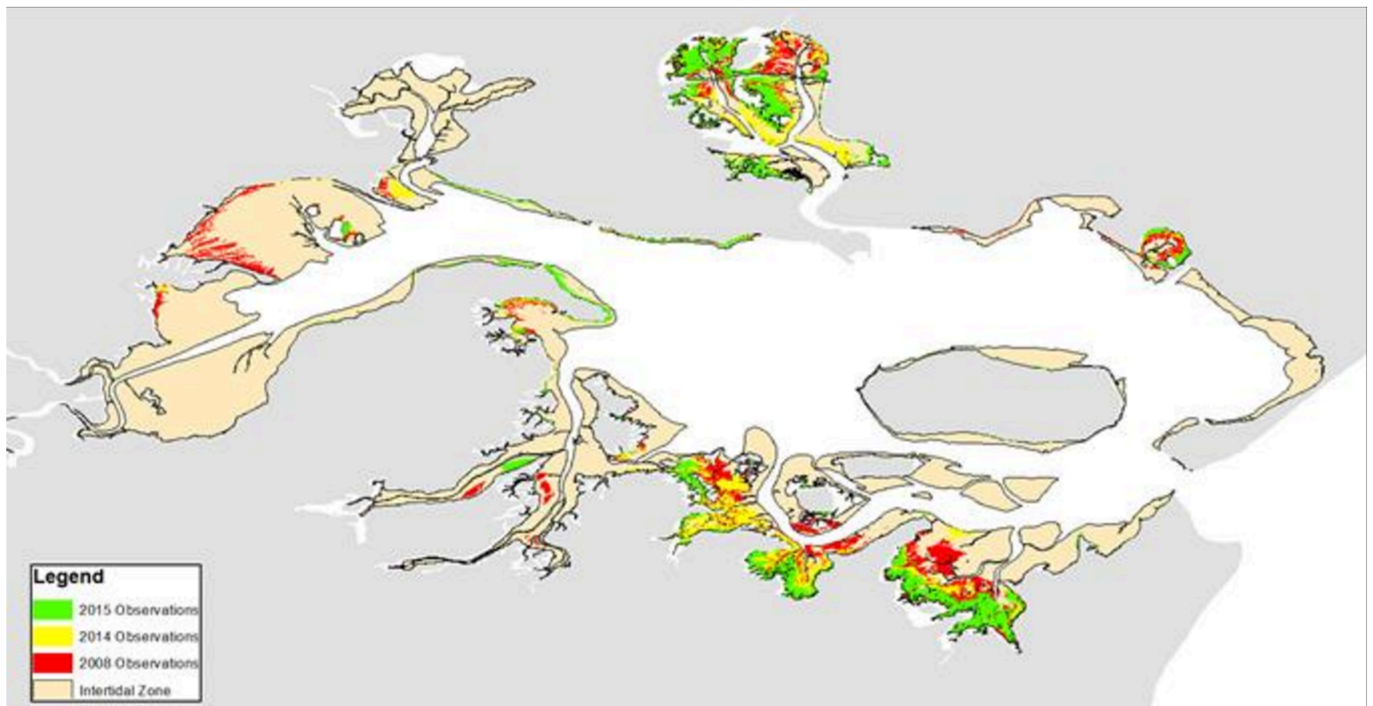 Legend
2015 Observations
2014 Observations
2008 Observations
Intertidal Zone